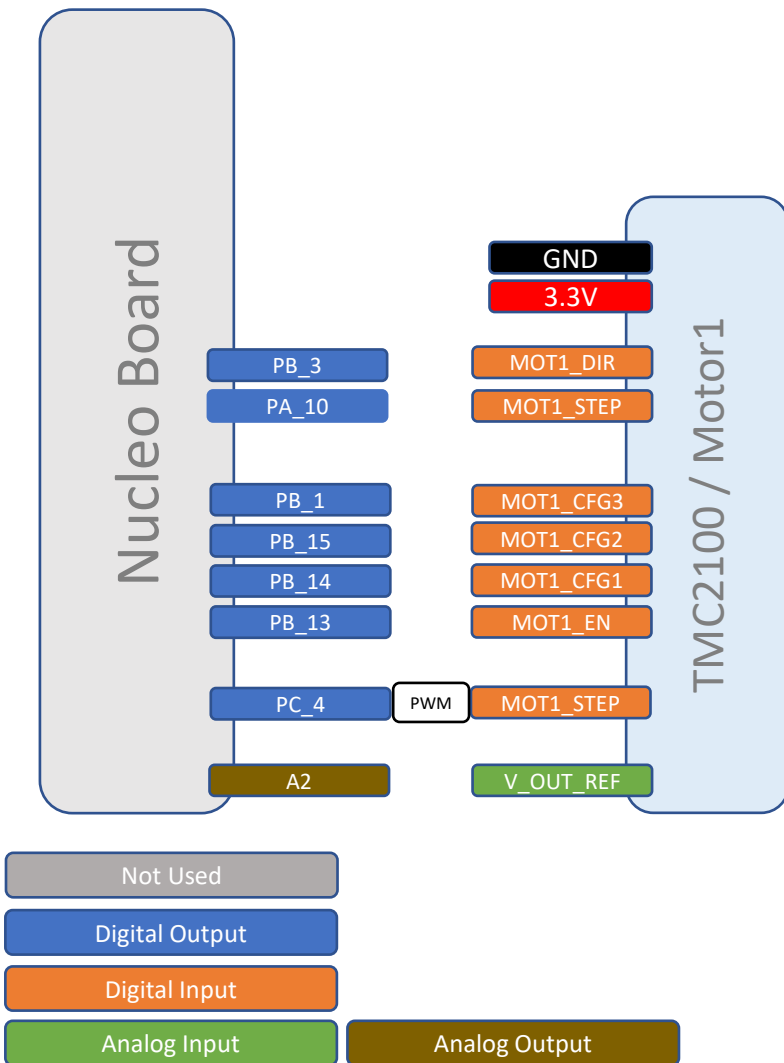 Nucleo Board
GND
3.3V
PB_3
MOT1_DIR
PA_10
MOT1_STEP
PB_1
MOT1_CFG3
PB_15
MOT1_CFG2
PB_14
MOT1_CFG1
PB_13
MOT1_EN
PC_4
PWM
MOT1_STEP
A2
V_OUT_REF
TMC2100 / Motor1
Not Used
Digital Output
Digital Input
Analog Input
Analog Output